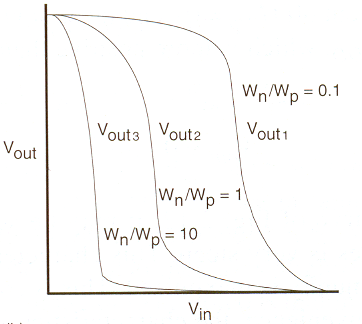 Wn/Wp = 0.1
Vout3
Vout2
Vout1
Vout
Wn/Wp = 1
Wn/Wp = 10
Vin